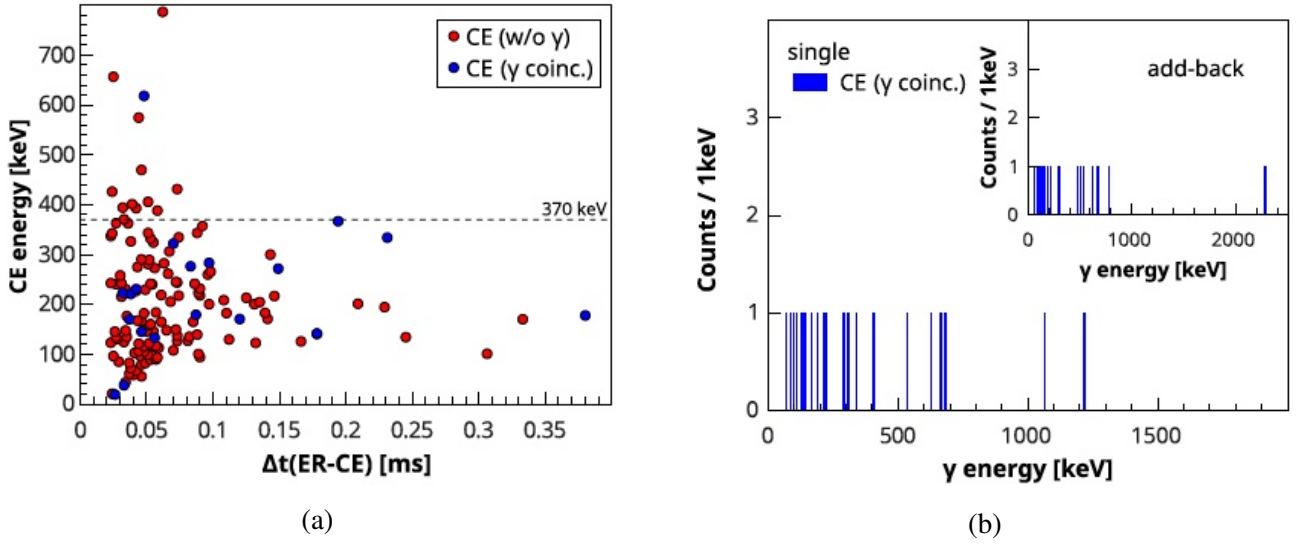 CE energy [keV]
700
600
500
400
300
200
100
0
CE (w/o γ)
CE (γ coinc.)
370 keV
0 0.05 0.1 0.15 0.2 0.25 0.3 0.35
Δt(ER-CE) [ms]
(a)
Counts / 1keV
3
2
1
0
single
CE (γ coinc.)
0 500 1000 1500
γ energy [keV]
Counts / 1keV
3
2
1
0
add-back
0 1000 2000
γ energy [keV]
(b)